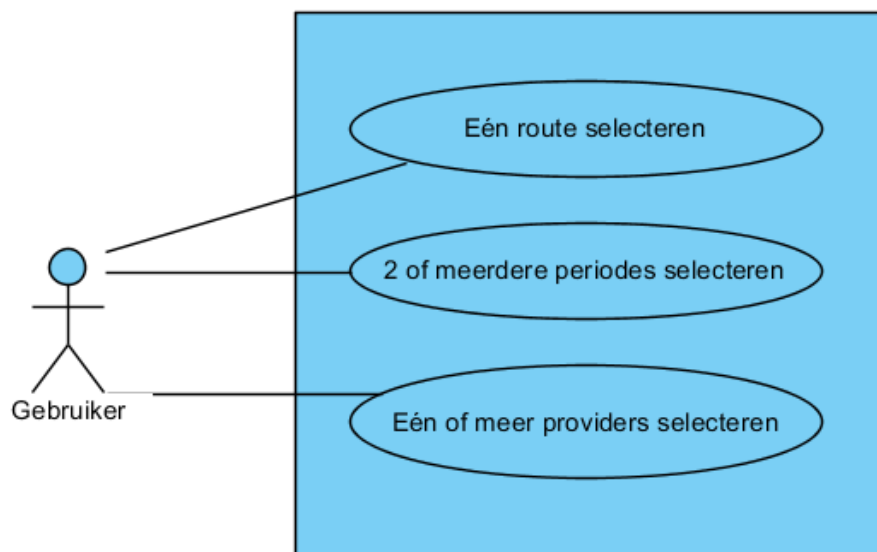 Eén route selecteren
2 of meerdere periodes selecteren
Eén of meer providers selecteren
Gebruiker